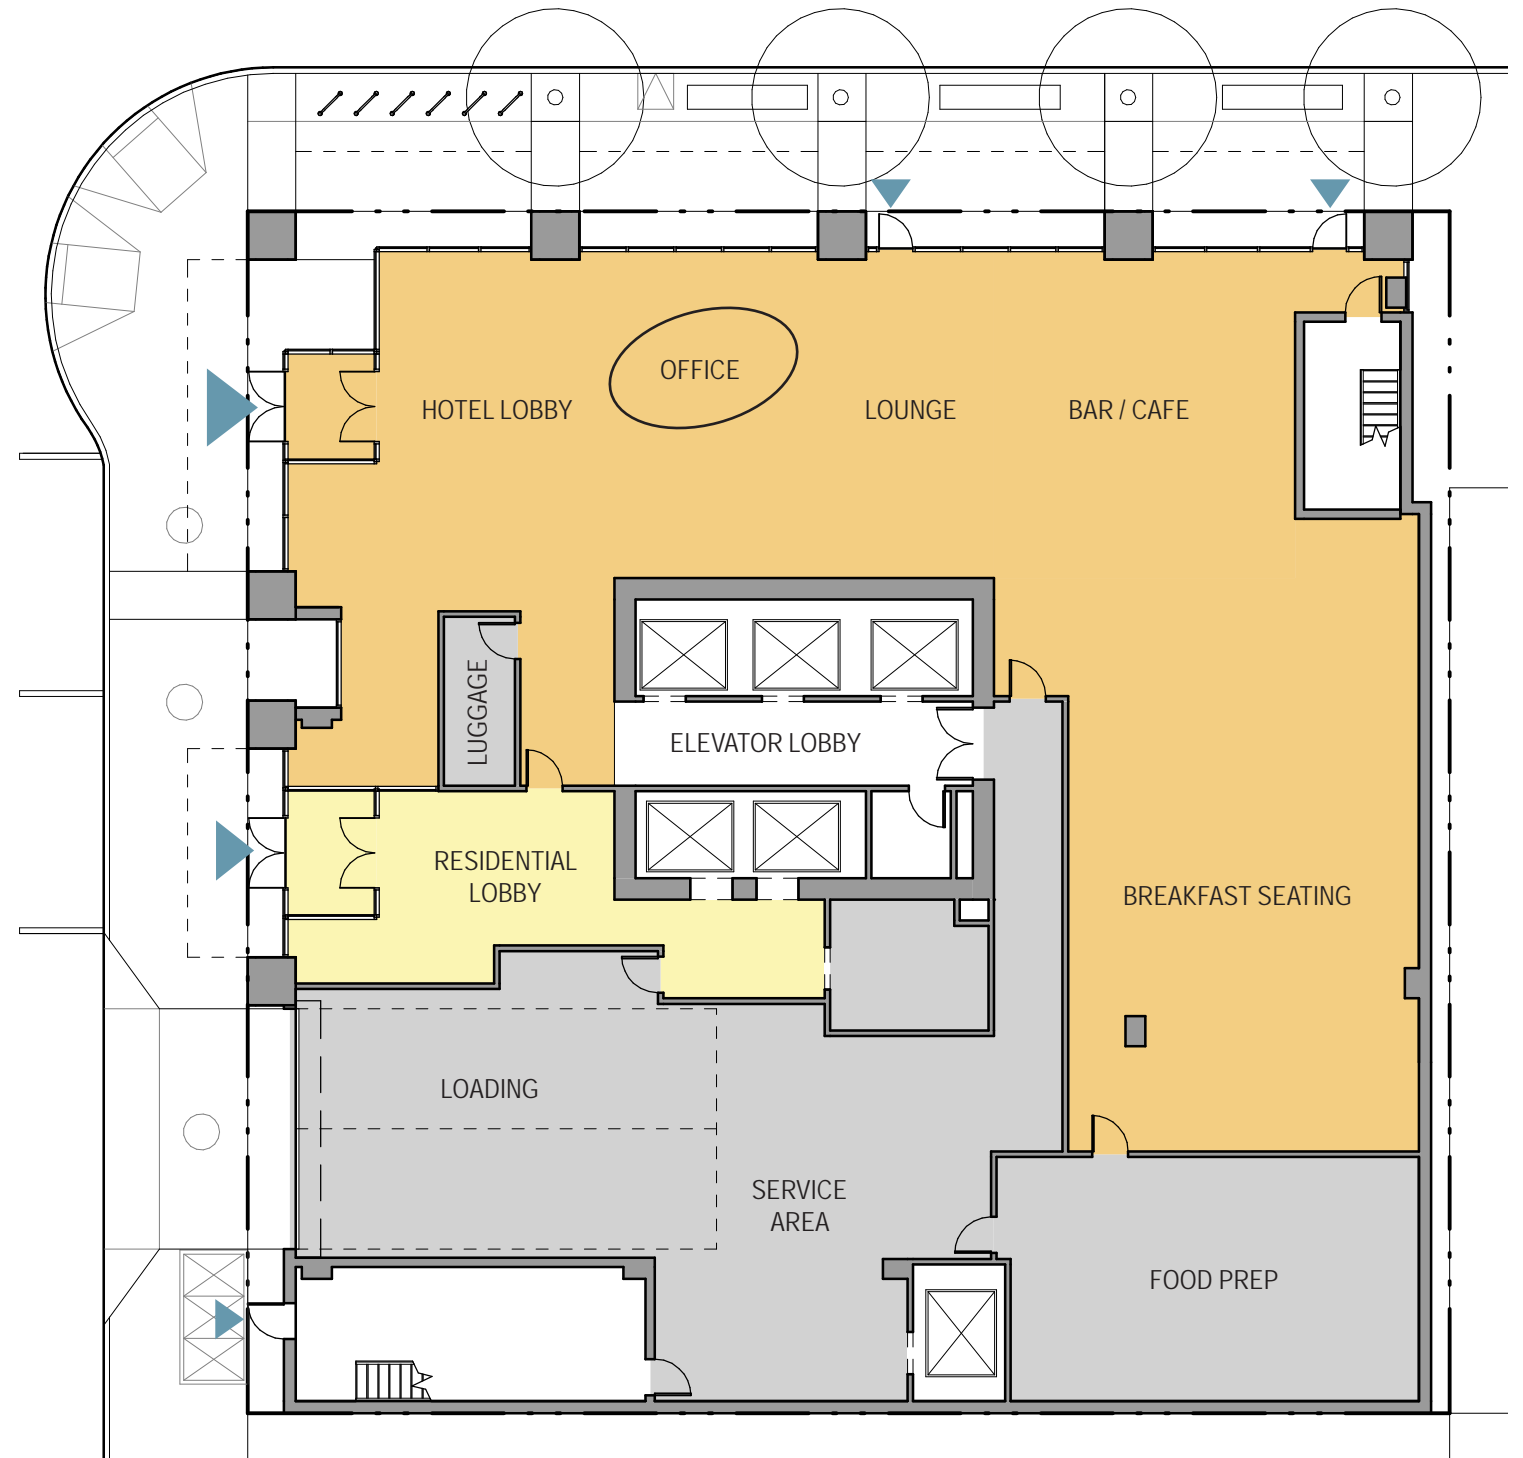 OFFICE
HOTEL LOBBY
LOUNGE
BAR / CAFE
LUGGAGE
ELEVATOR LOBBY
RESIDENTIAL
LOBBY
BREAKFAST SEATING
LOADING
SERVICE
AREA
FOOD PREP